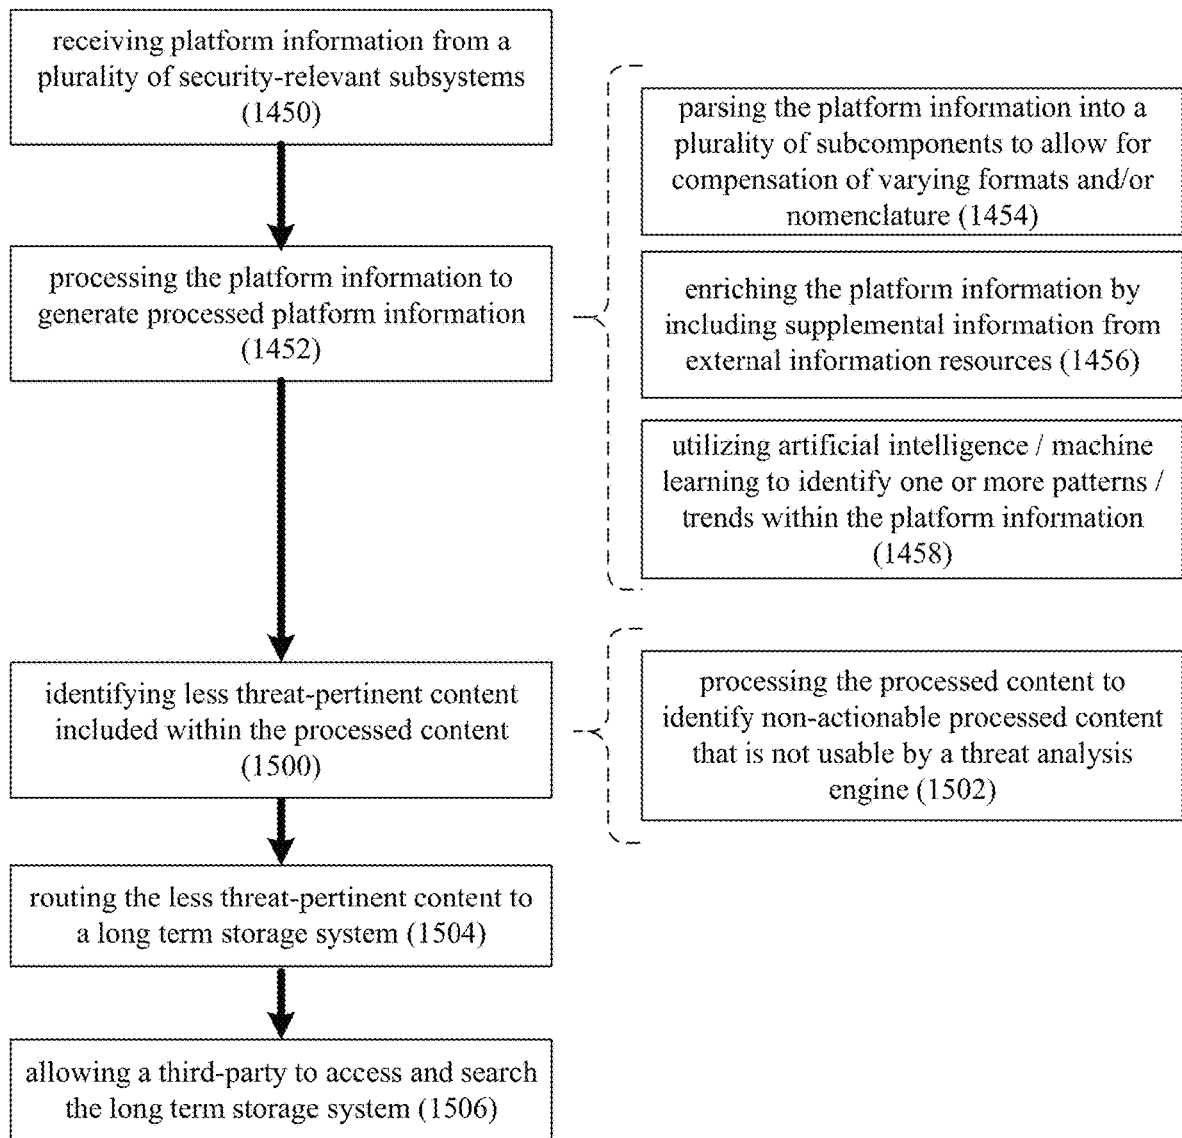 receiving platform information from a
plurality of security-relevant subsystems
(1450)
processing the platform information to
generate processed platform information
(1452)
parsing the platform information into a
plurality of subcomponents to allow for
compensation of varying formats and/or
nomenclature (1454)
enriching the platform information by
including supplemental information from
external information resources (1456)
utilizing artificial intelligence / machine
learning to identify one or more patterns /
trends within the platform information
(1458)
identifying less threat-pertinent content
included within the processed content
(1500)
processing the processed content to
identify non-actionable processed content
that is not usable by a threat analysis
engine (1502)
routing the less threat-pertinent content to
a long term storage system (1504)
allowing a third-party to access and search
the long term storage system (1506)